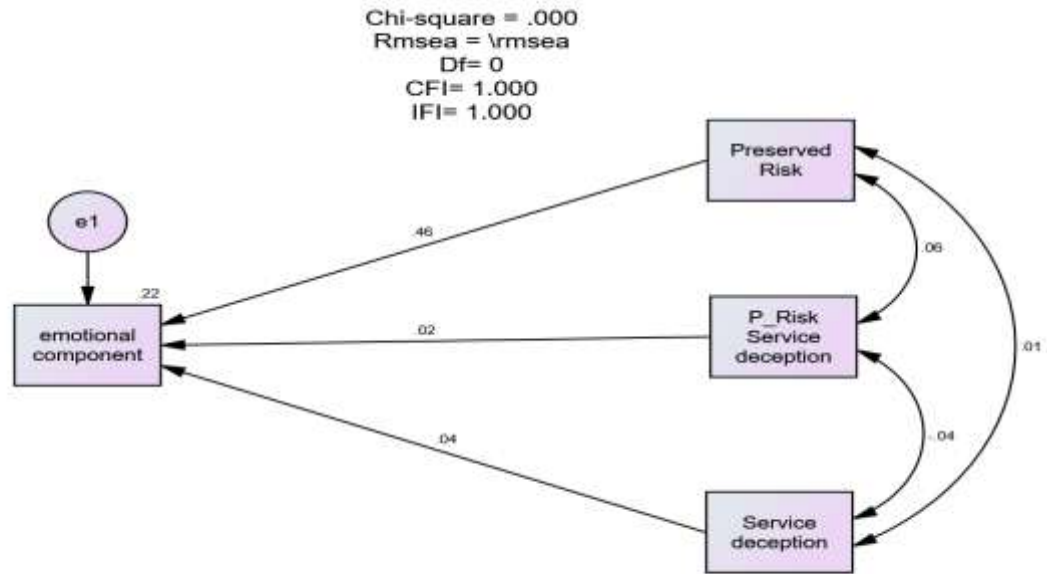 Chi-square = .000
Rmsea = \rmsea
Df= 0
CFI= 1.000
IFI= 1.000
Preserved
Risk
e1
.46
.06
.22
emotional
component
.02
P_Risk
Service
deception
.01
.04
-.04
Service
deception